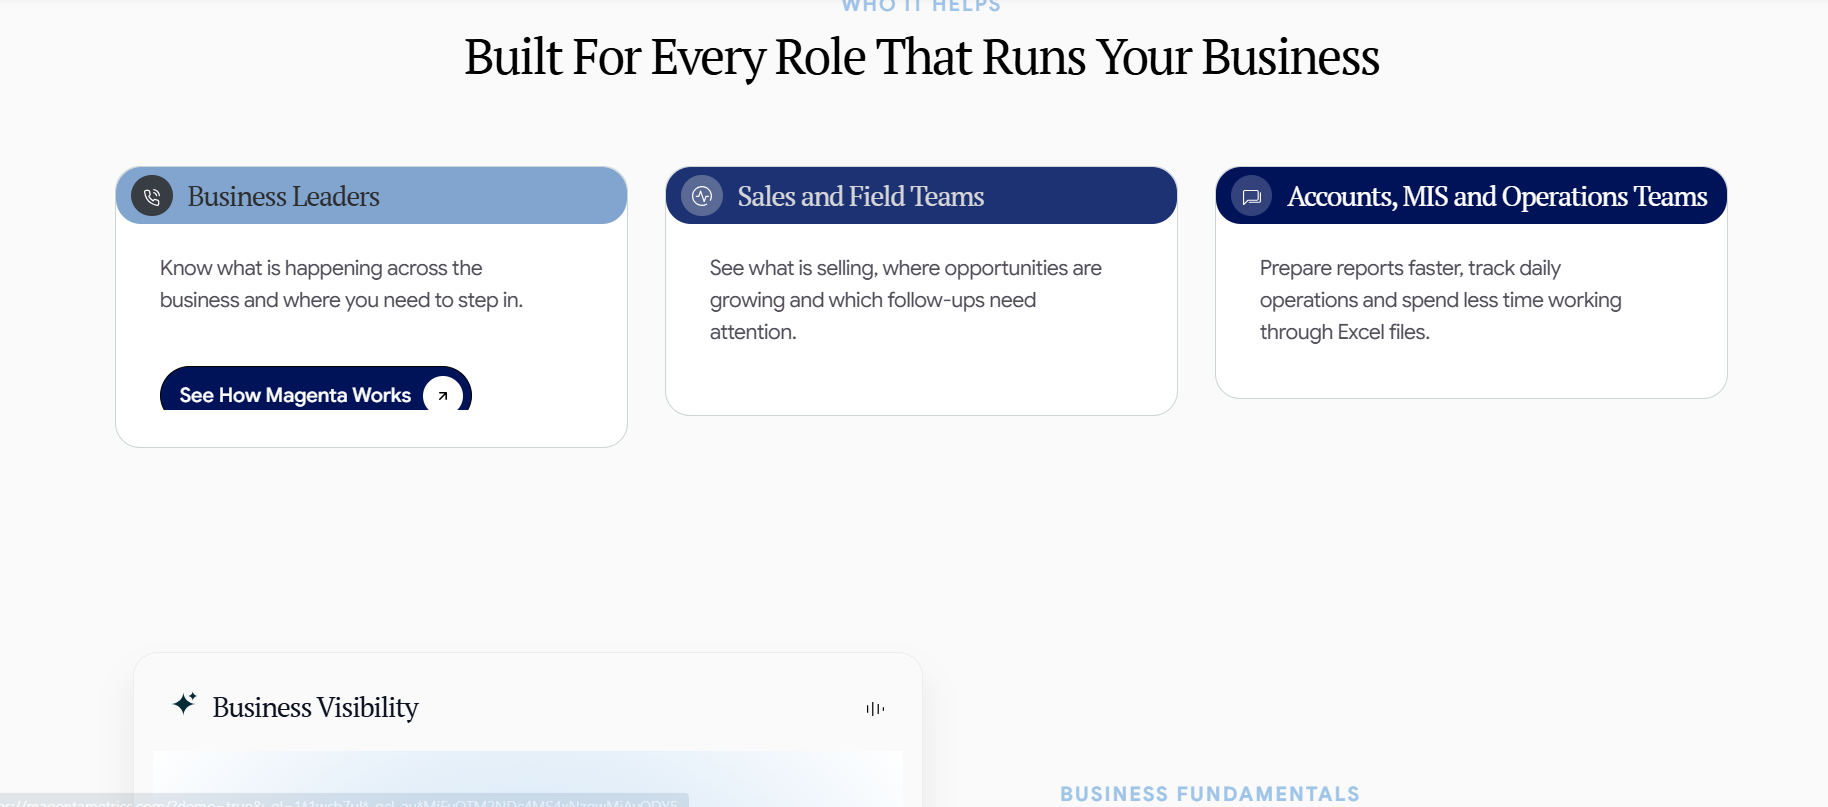 WHO IT HELPS
Built For Every Role That Runs Your Business
Business Leaders
Know what is happening across the
business and where you need to step in.
See How Magenta Works
Sales and Field Teams
See what is selling, where opportunities are
growing and which follow-ups need
attention.
Accounts, MIS and Operations Teams
Prepare reports faster, track daily
operations and spend less time working
through Excel files.
Business Visibility
BUSINESS FUNDAMENTALS